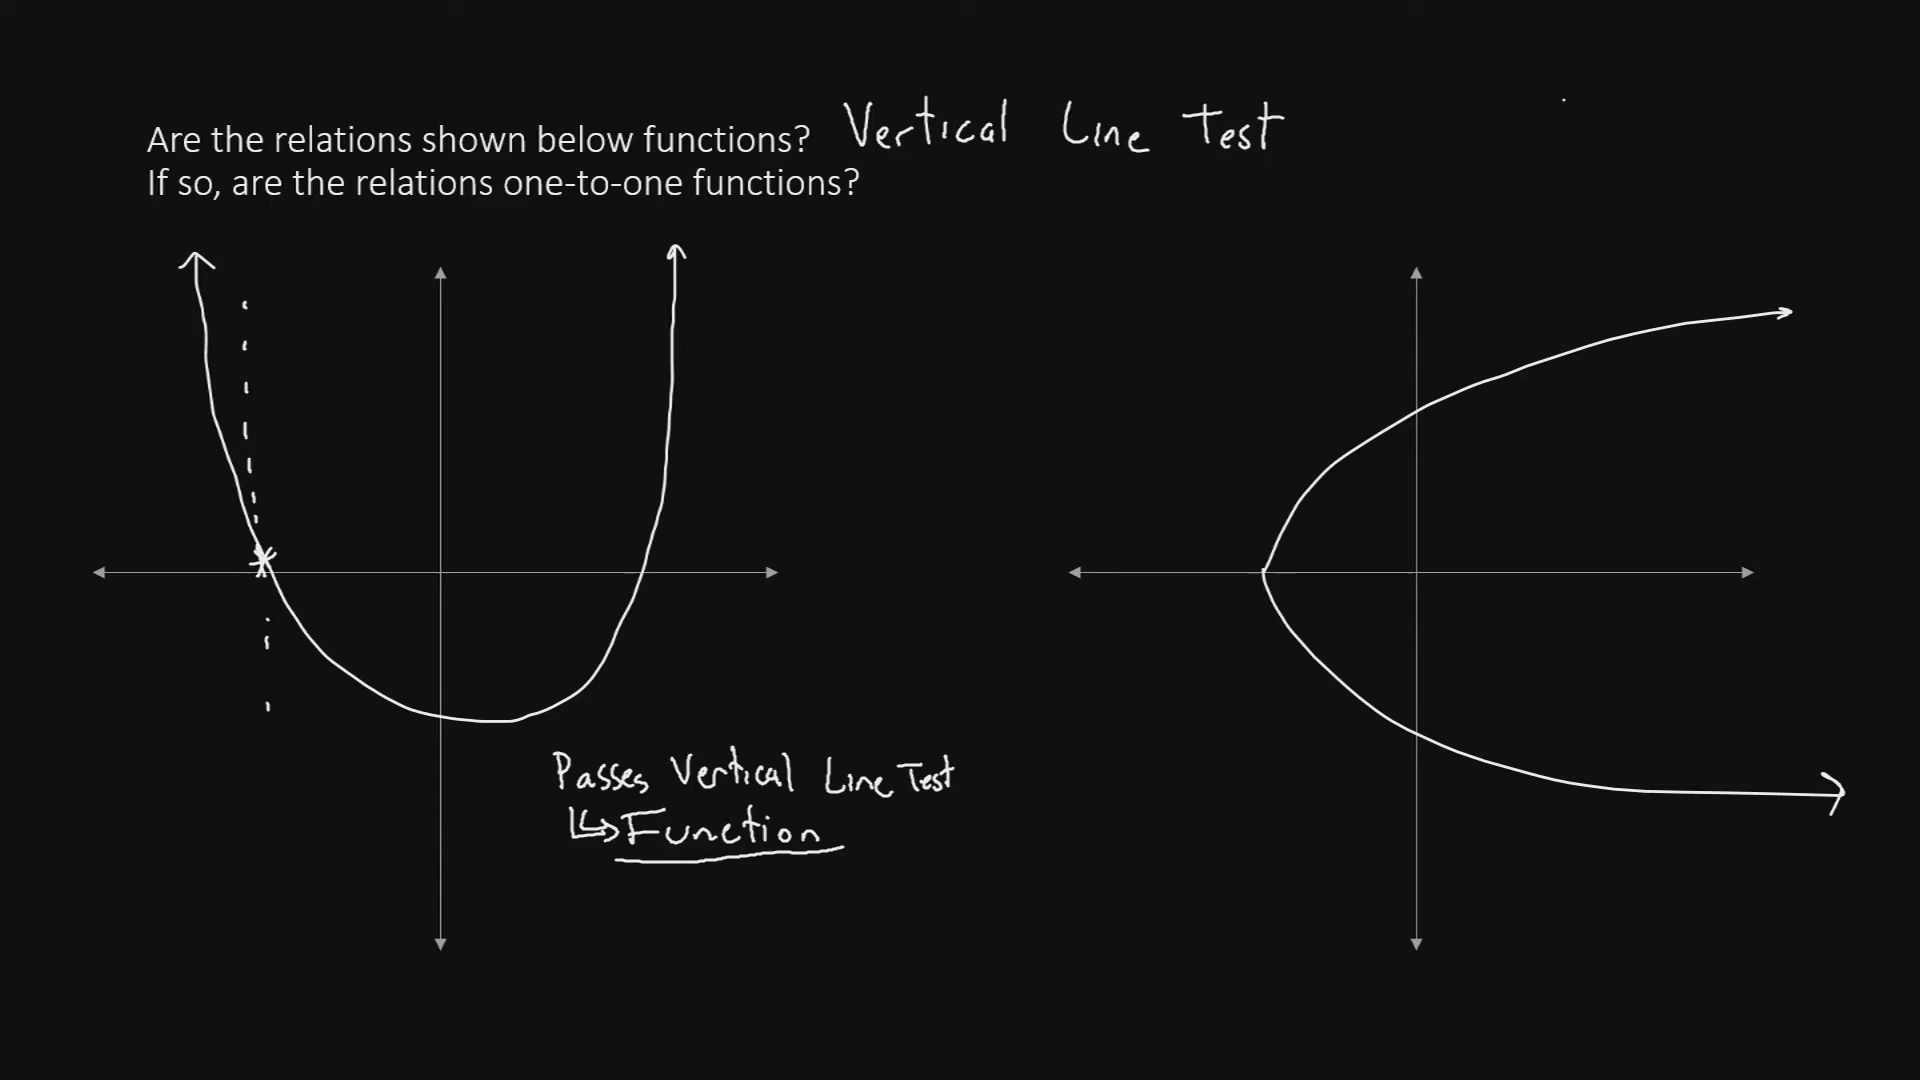 Are the relations shown below functions? Vertical Line Test
If so, are the relations one-to-one functions?
Passes Vertical Line Test
Function